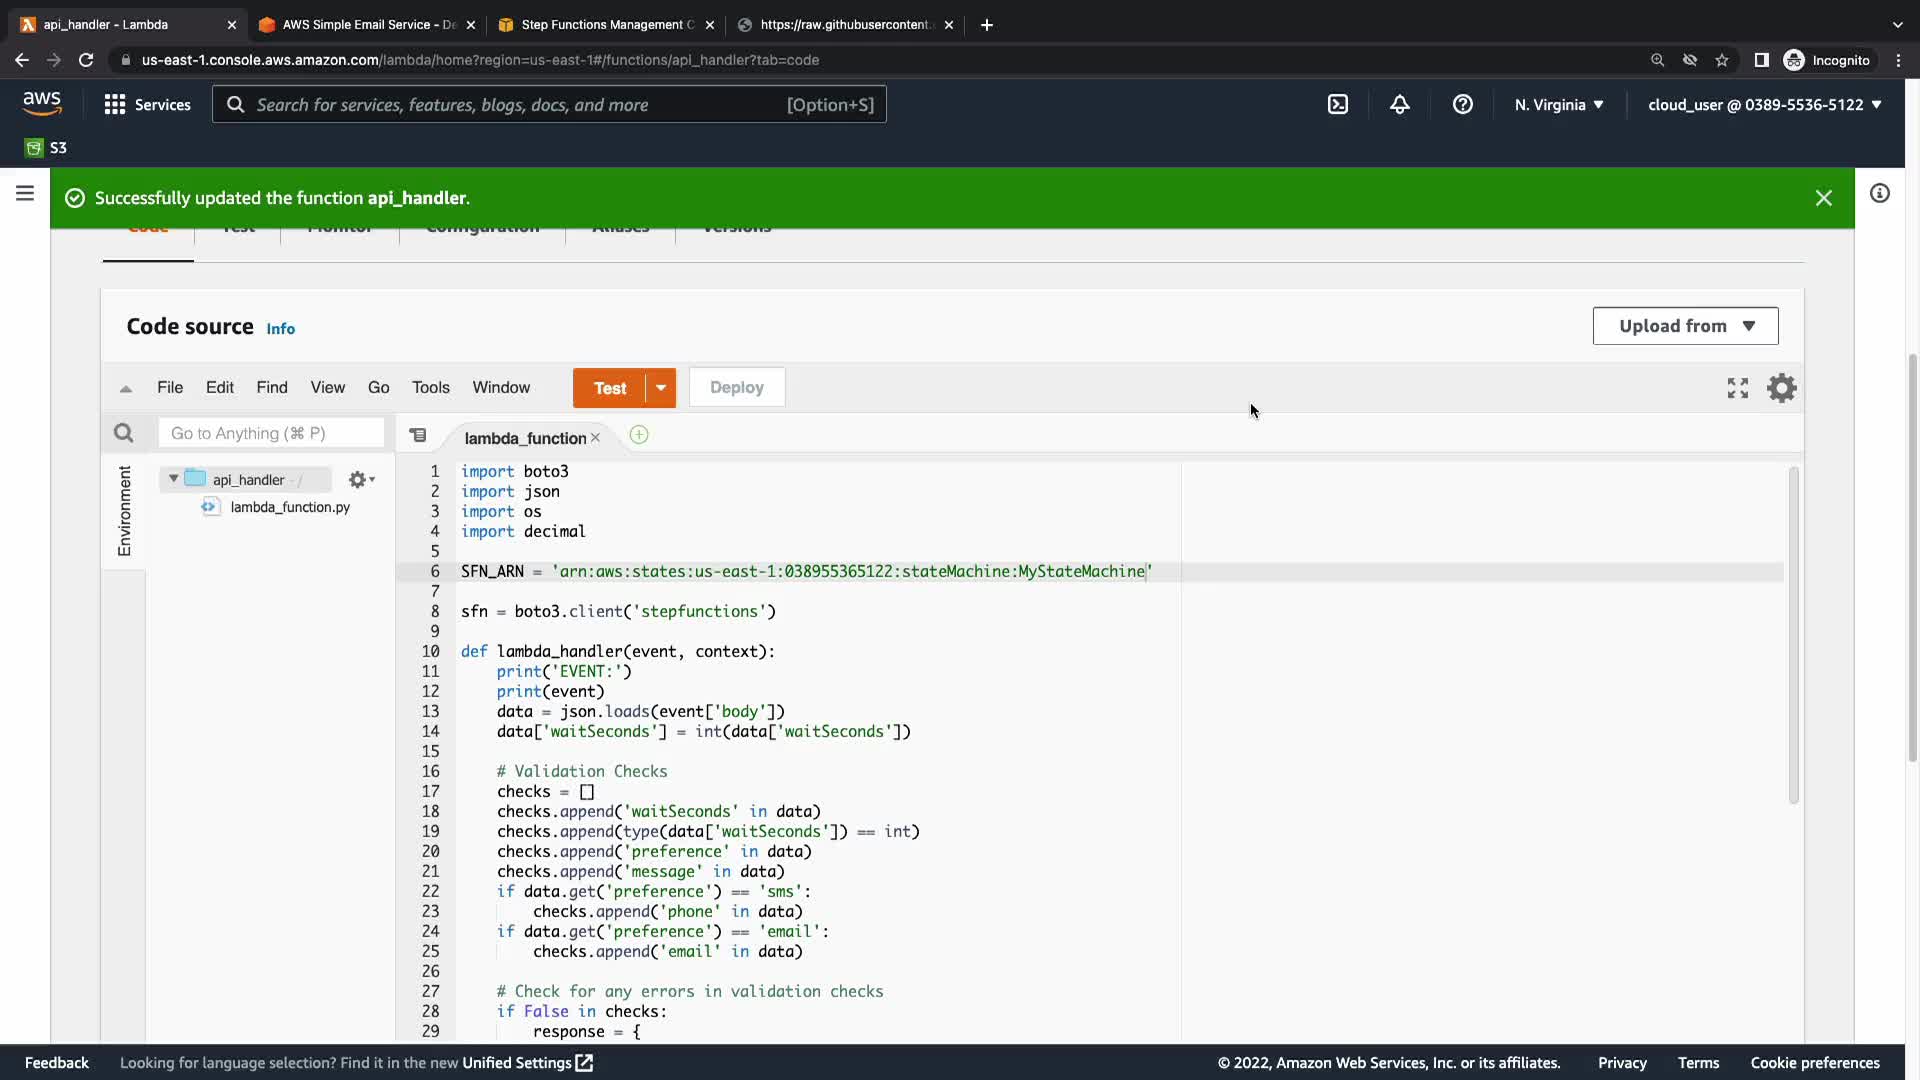 api_handler - Lambda
AWS Simple Email Service - De
Step Functions Management C
https://raw.githubusercontent.
us-east-1.console.aws.amazon.com/lambda/home?region=us-east-1#/functions/api_handler?tab=code
Incognito
aws
Services
Search for services, features, blogs, docs, and more
[Option+S]
N. Virginia
cloud_user @ 0389-5536-5122
S3
Successfully updated the function api_handler.
Code
Test
Monitor
Configuration
Aliases
Versions
Code source Info
Upload from
File
Edit
Find
View
Go
Tools
Window
Test
Deploy
Go to Anything (⌘ P)
lambda_function
Environment
api_handler - /
lambda_function.py
1 import boto3
2 import json
3 import os
4 import decimal
5
6 SFN_ARN = 'arn:aws:states:us-east-1:038955365122:stateMachine:MyStateMachine'
7
8 sfn = boto3.client('stepfunctions')
9
10 def lambda_handler(event, context):
11     print('EVENT:')
12     print(event)
13     data = json.loads(event['body'])
14     data['waitSeconds'] = int(data['waitSeconds'])
15
16     # Validation Checks
17     checks = []
18     checks.append('waitSeconds' in data)
19     checks.append(type(data['waitSeconds']) == int)
20     checks.append('preference' in data)
21     checks.append('message' in data)
22     if data.get('preference') == 'sms':
23         checks.append('phone' in data)
24     if data.get('preference') == 'email':
25         checks.append('email' in data)
26
27     # Check for any errors in validation checks
28     if False in checks:
29         response = {
Feedback
Looking for language selection? Find it in the new Unified Settings
© 2022, Amazon Web Services, Inc. or its affiliates.
Privacy
Terms
Cookie preferences